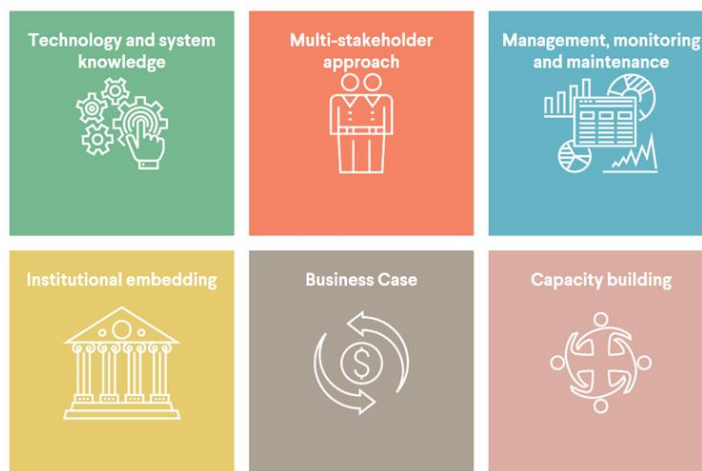 Technology and system
knowledge
Multi-stakeholder
approach
Management, monitoring
and maintenance
Institutional embedding
Business Case
$
Capacity building